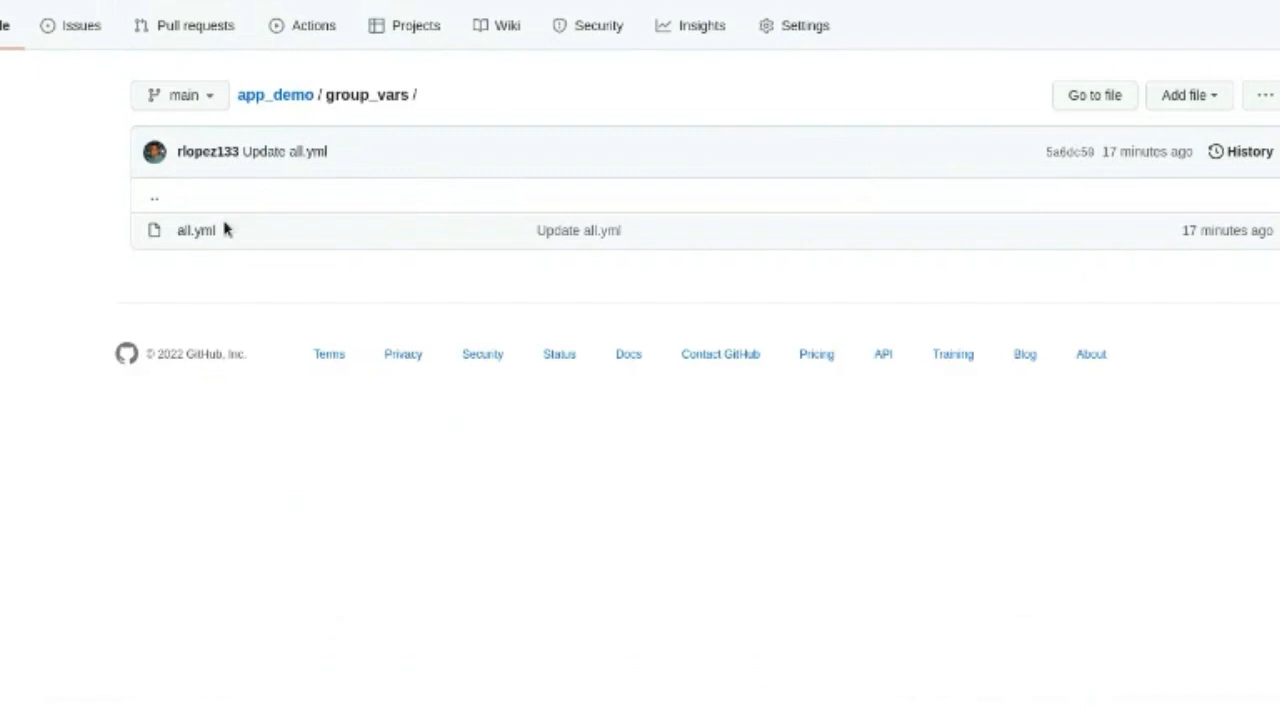 le Issues Pull requests Actions Projects Wiki Security Insights Settings
main app_demo / group_vars / Go to file Add file ...
rlopez133 Update all.yml 5a6dc59 17 minutes ago History
..
all.yml Update all.yml 17 minutes ago
© 2022 GitHub, Inc. Terms Privacy Security Status Docs Contact GitHub Pricing API Training Blog About